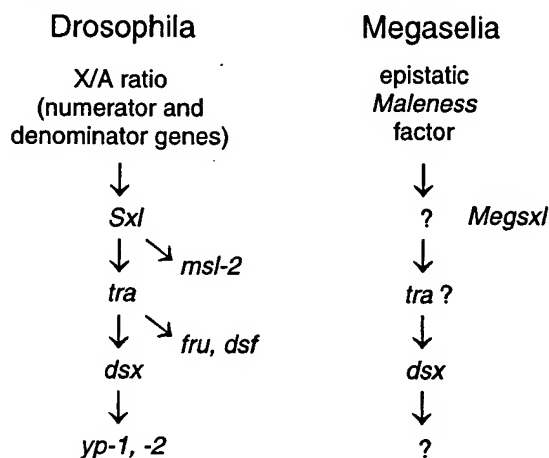 Drosophila
X/A ratio
(numerator and
denominator genes)
Sxl
msl-2
tra
fru, dsf
dsx
yp-1, -2
Megaselia
epistatic
Maleness
factor
? Megsxl
tra ?
dsx
?